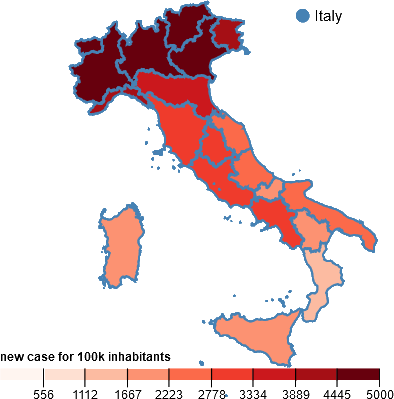 Italy
new case for 100k inhabitants
556 1112 1667 2223 2778 3334 3889 4445 5000